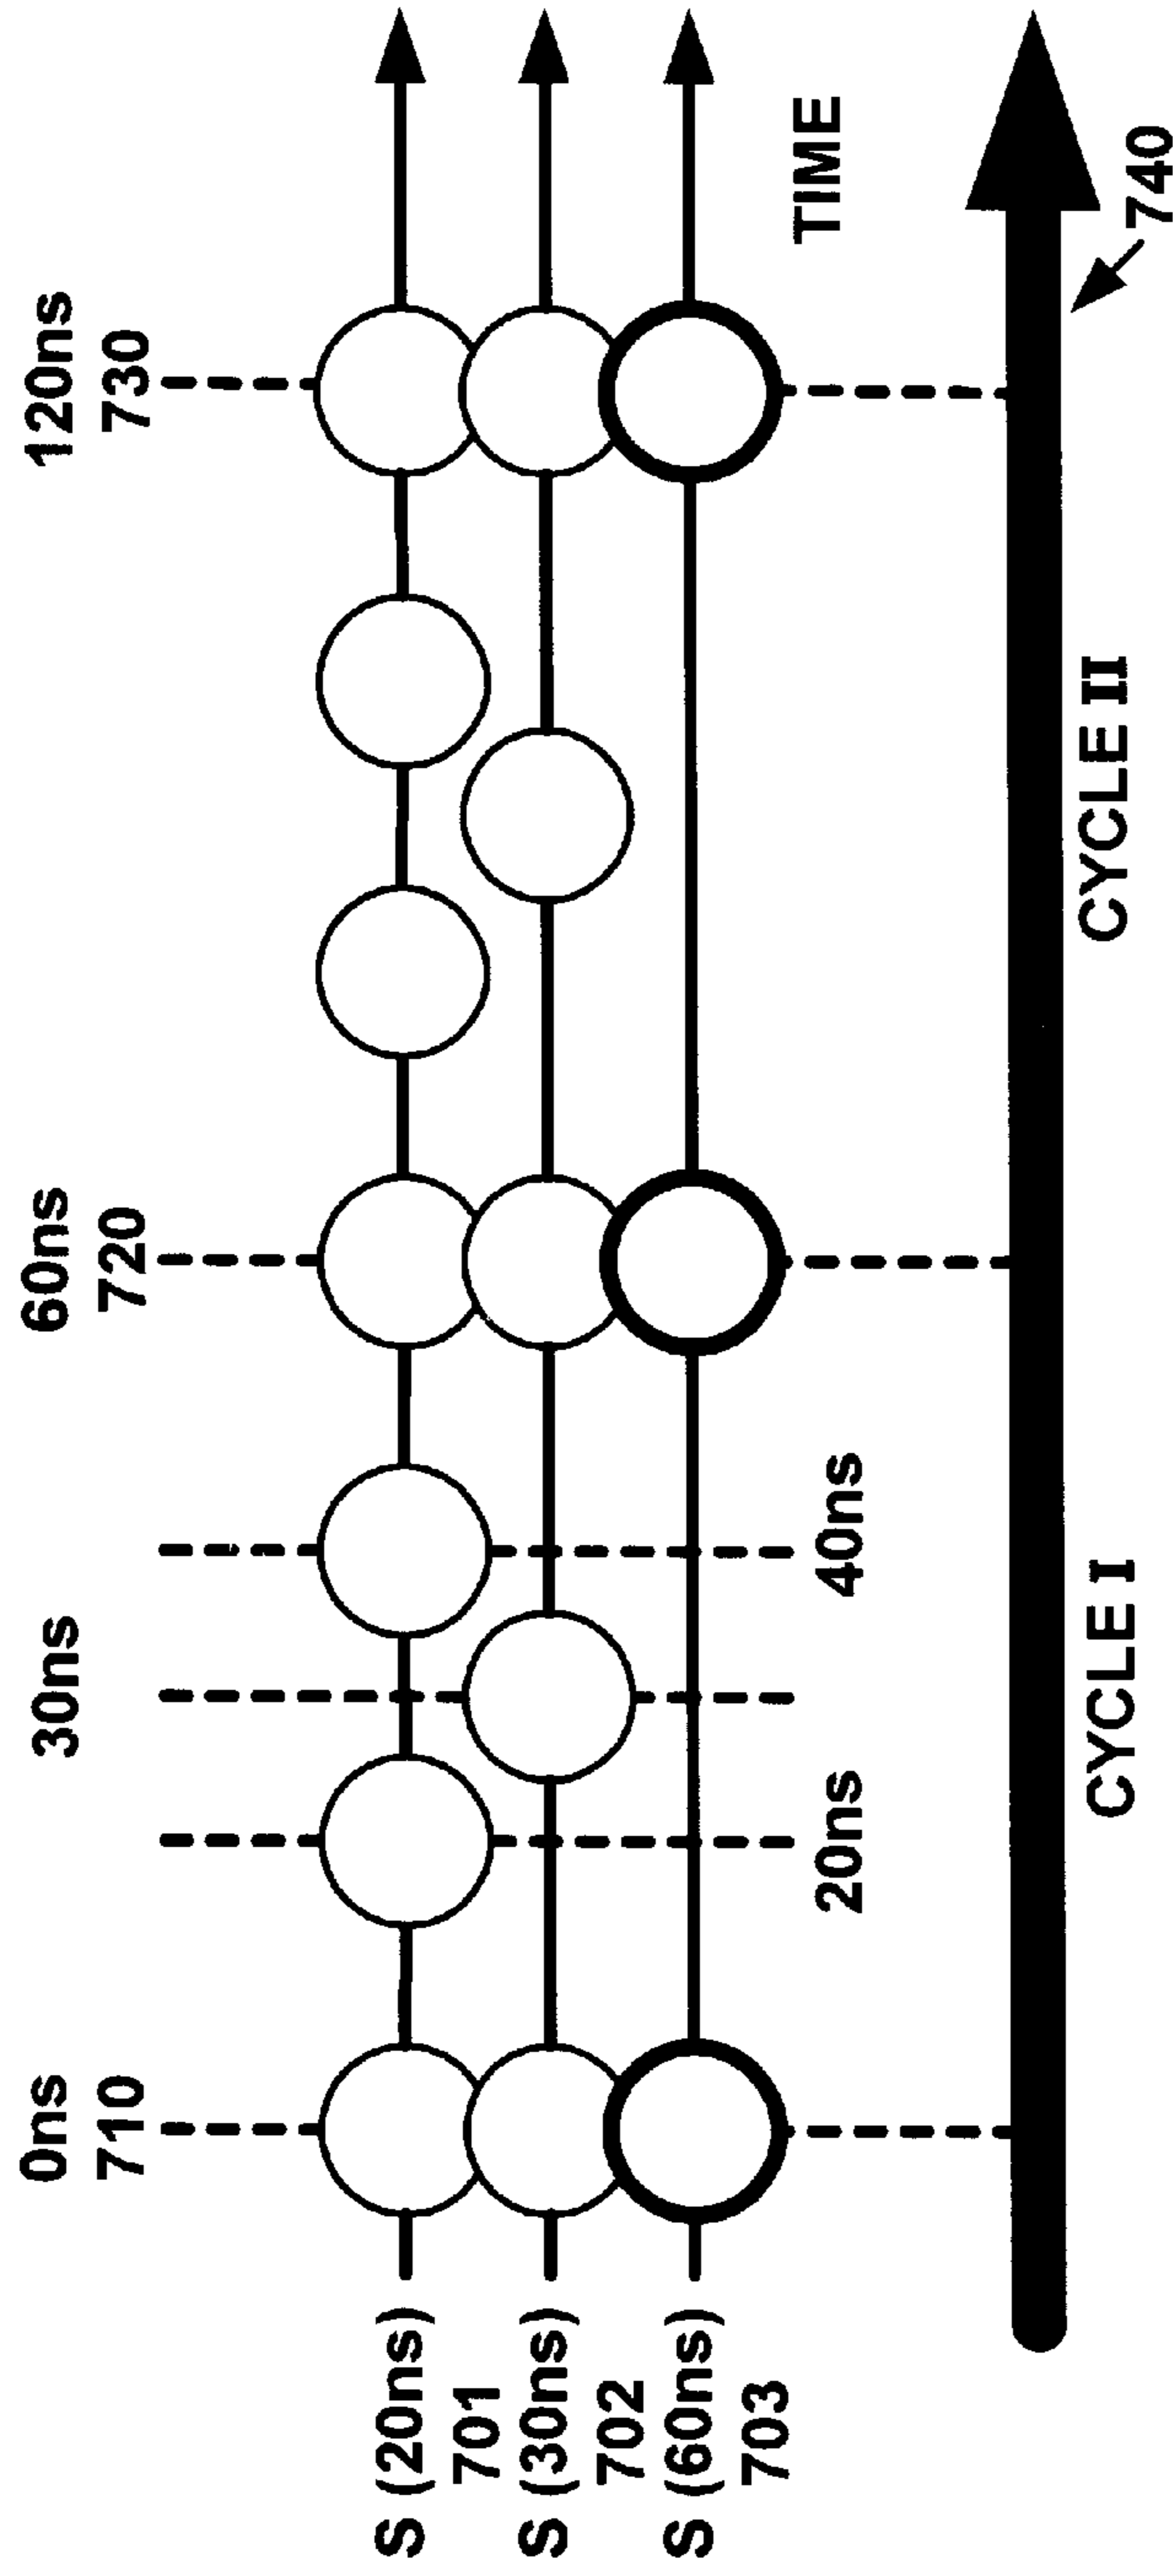 0ns
710
30ns
60ns
720
120ns
730
S (20ns)
701
S (30ns)
702
S (60ns)
703
20ns
40ns
TIME
CYCLE I
CYCLE II
740